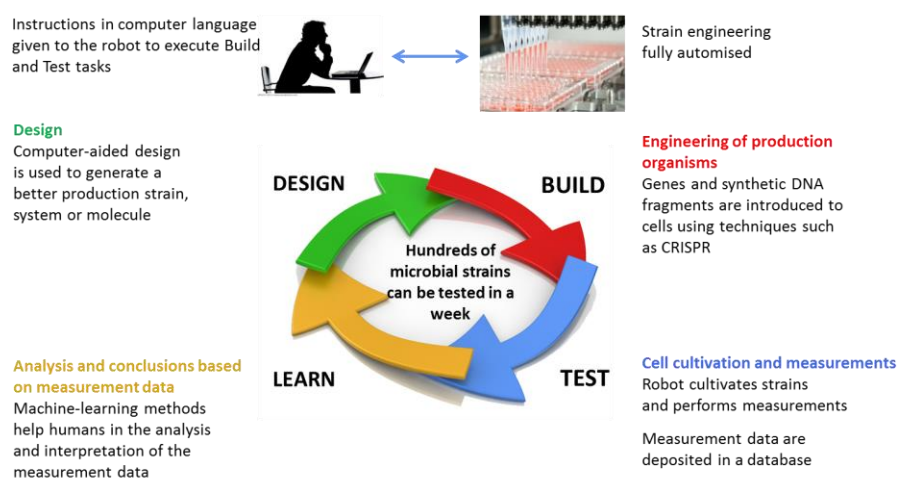 Instructions in computer language
given to the robot to execute Build
and Test tasks
Strain engineering
fully automised
Design
Computer-aided design
is used to generate a
better production strain,
system or molecule
Engineering of production
organisms
Genes and synthetic DNA
fragments are introduced to
cells using techniques such
as CRISPR
DESIGN
BUILD
Hundreds of
microbial strains
can be tested in a
week
LEARN
TEST
Analysis and conclusions based
on measurement data
Machine-learning methods
help humans in the analysis
and interpretation of the
measurement data
Cell cultivation and measurements
Robot cultivates strains
and performs measurements
Measurement data are
deposited in a database